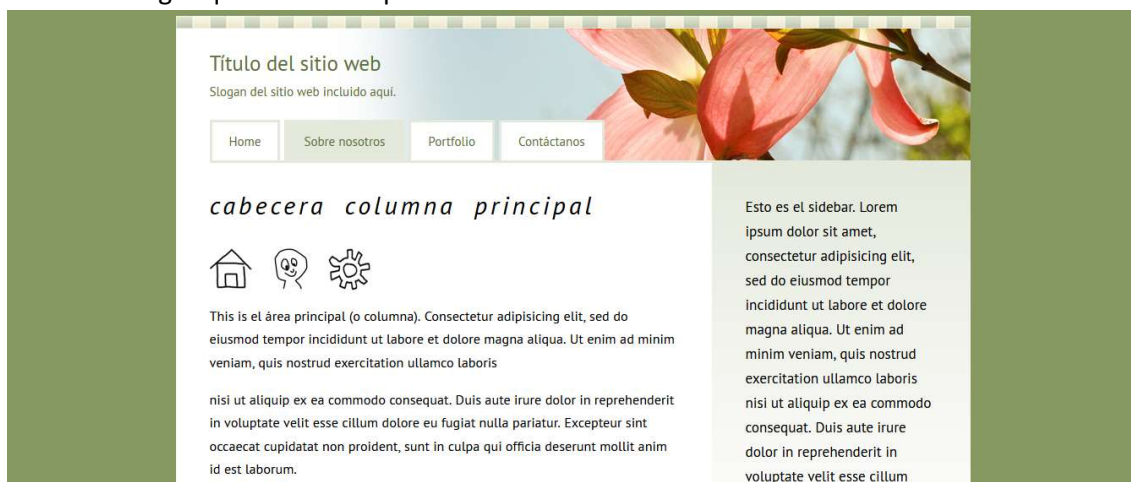 Título del sitio web
Slogan del sitio web incluido aquí.
Home
Sobre nosotros
Portfolio
Contáctanos
cabecera columna principal
This is el área principal (o columna). Consectetur adipisicing elit, sed do
eiusmod tempor incididunt ut labore et dolore magna aliqua. Ut enim ad minim
veniam, quis nostrud exercitation ullamco laboris
nisi ut aliquip ex ea commodo consequat. Duis aute irure dolor in reprehenderit
in voluptate velit esse cillum dolore eu fugiat nulla pariatur. Excepteur sint
occaecat cupidatat non proident, sunt in culpa qui officia deserunt mollit anim
id est laborum.
Esto es el sidebar. Lorem
ipsum dolor sit amet,
consectetur adipisicing elit,
sed do eiusmod tempor
incididunt ut labore et dolore
magna aliqua. Ut enim ad
minim veniam, quis nostrud
exercitation ullamco laboris
nisi ut aliquip ex ea commodo
consequat. Duis aute irure
dolor in reprehenderit in
voluptate velit esse cillum